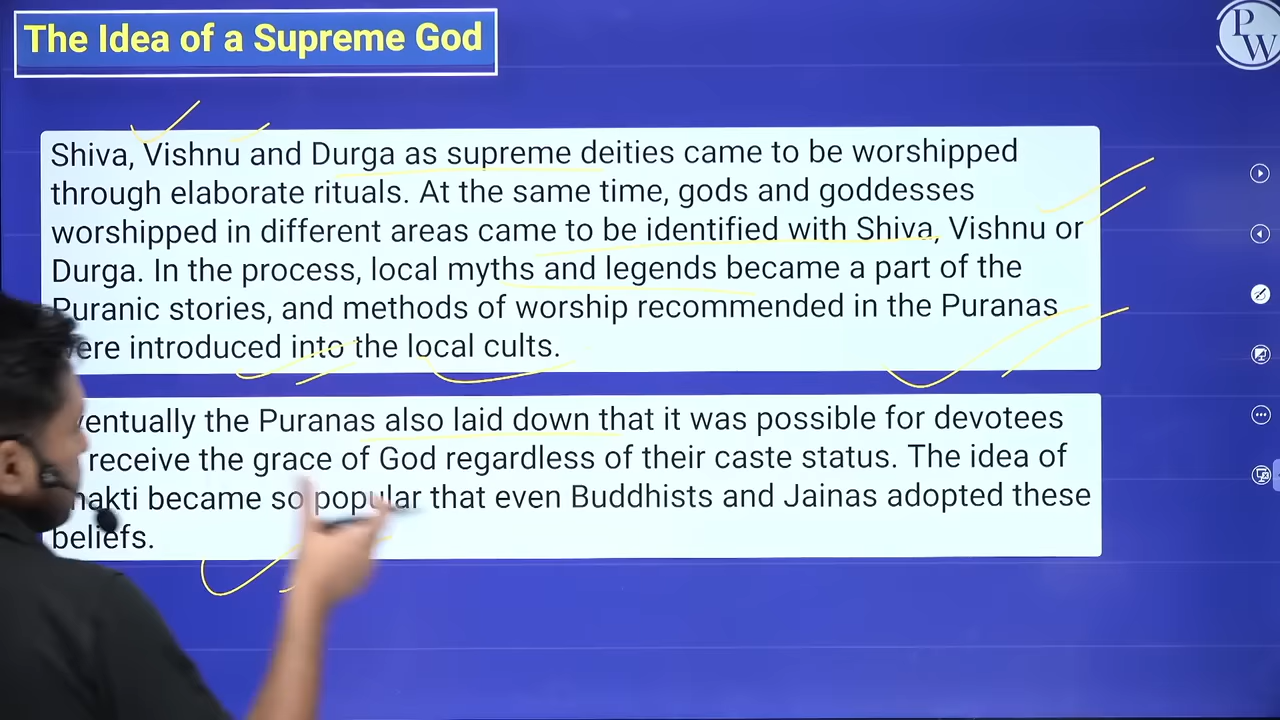 The Idea of a Supreme God
PW
Shiva, Vishnu and Durga as supreme deities came to be worshipped
through elaborate rituals. At the same time, gods and goddesses
worshipped in different areas came to be identified with Shiva, Vishnu or
Durga. In the process, local myths and legends became a part of the
Puranic stories, and methods of worship recommended in the Puranas
were introduced into the local cults.
ventually the Puranas also laid down that it was possible for devotees
receive the grace of God regardless of their caste status. The idea of
hakti became so popular that even Buddhists and Jainas adopted these
beliefs.